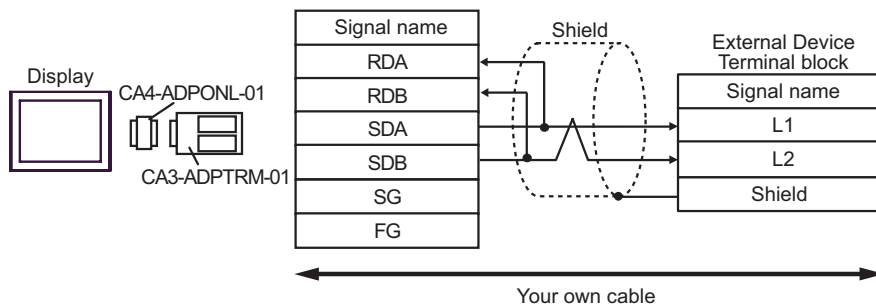 Display
CA4-ADPONL-01
CA3-ADPTRM-01
Signal name
RDA
RDB
SDA
SDB
SG
FG
Shield
External Device
Terminal block
Signal name
L1
L2
Shield
Your own cable